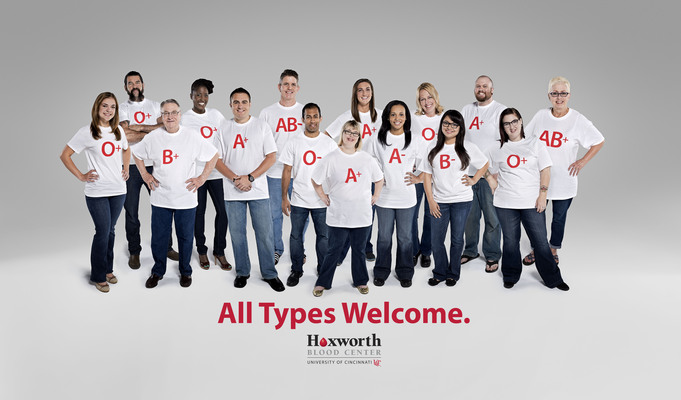 O+
O+
B+
O+
A+
AB-
O-
A+
A+
A-
O
B-
A+
O+
AB+
All Types Welcome.
Hoxworth
BLOOD CENTER
UNIVERSITY OF CINCINNATI